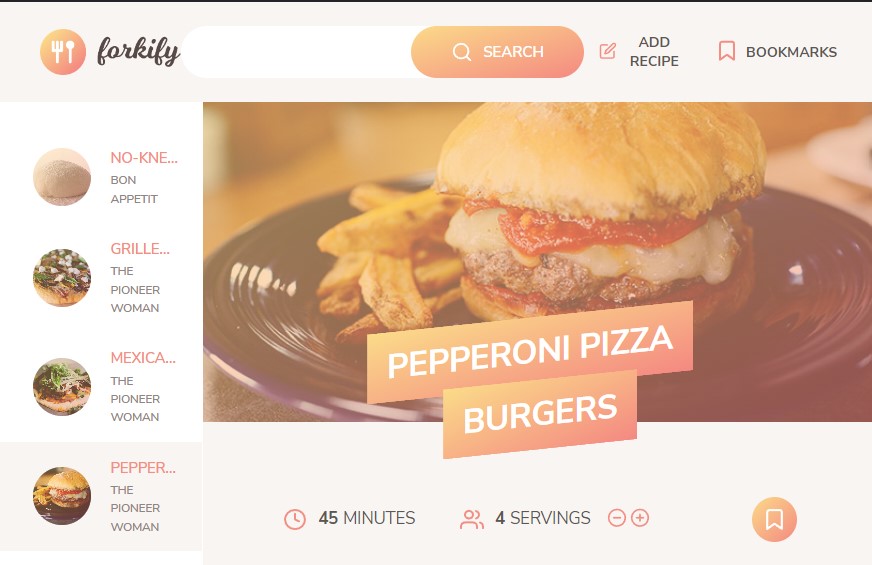 forkify
SEARCH
ADD
RECIPE
BOOKMARKS
NO-KNE...
BON
APPETIT
GRILLE...
THE
PIONEER
WOMAN
MEXICA...
THE
PIONEER
WOMAN
PEPPER...
THE
PIONEER
WOMAN
PEPPERONI PIZZA
BURGERS
45 MINUTES
4 SERVINGS